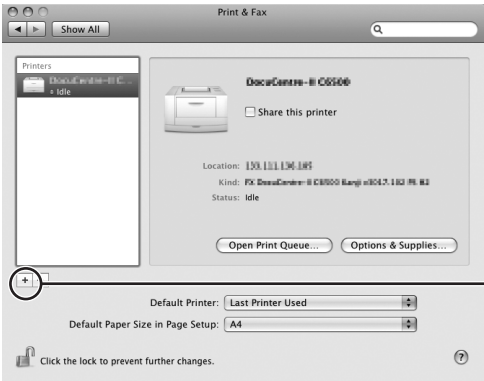 Print & Fax
Show All
Printers
Idle
Share this printer
Location:
Kind:
Status: Idle
Open Print Queue... Options & Supplies...
+
Default Printer: Last Printer Used
Default Paper Size in Page Setup: A4
Click the lock to prevent further changes.
?